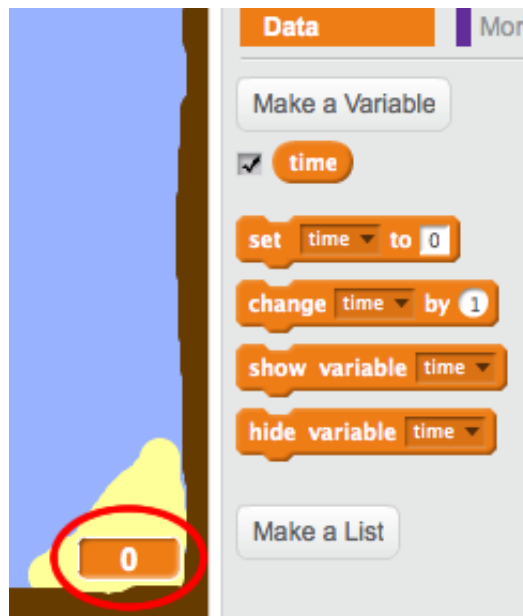 Data Mor
Make a Variable
time
set time to 0
change time by 1
show variable time
hide variable time
0
Make a List